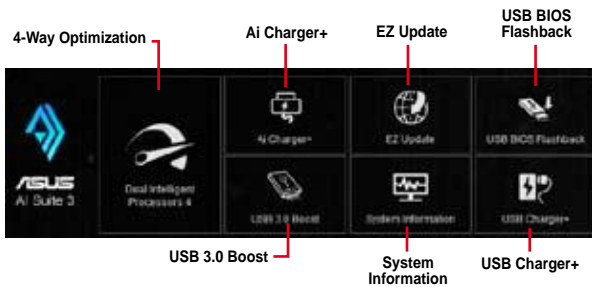 USB BIOS
Flashback
4-Way Optimization
Ai Charger+
EZ Update
Ai Charger+
EZ Update
USB BIOS Flashback
ASUS
AI Suite 3
Dual Intelligent
Processors 4
USB 3.0 Boost
System Information
USB Charger+
USB 3.0 Boost
System
Information
USB Charger+